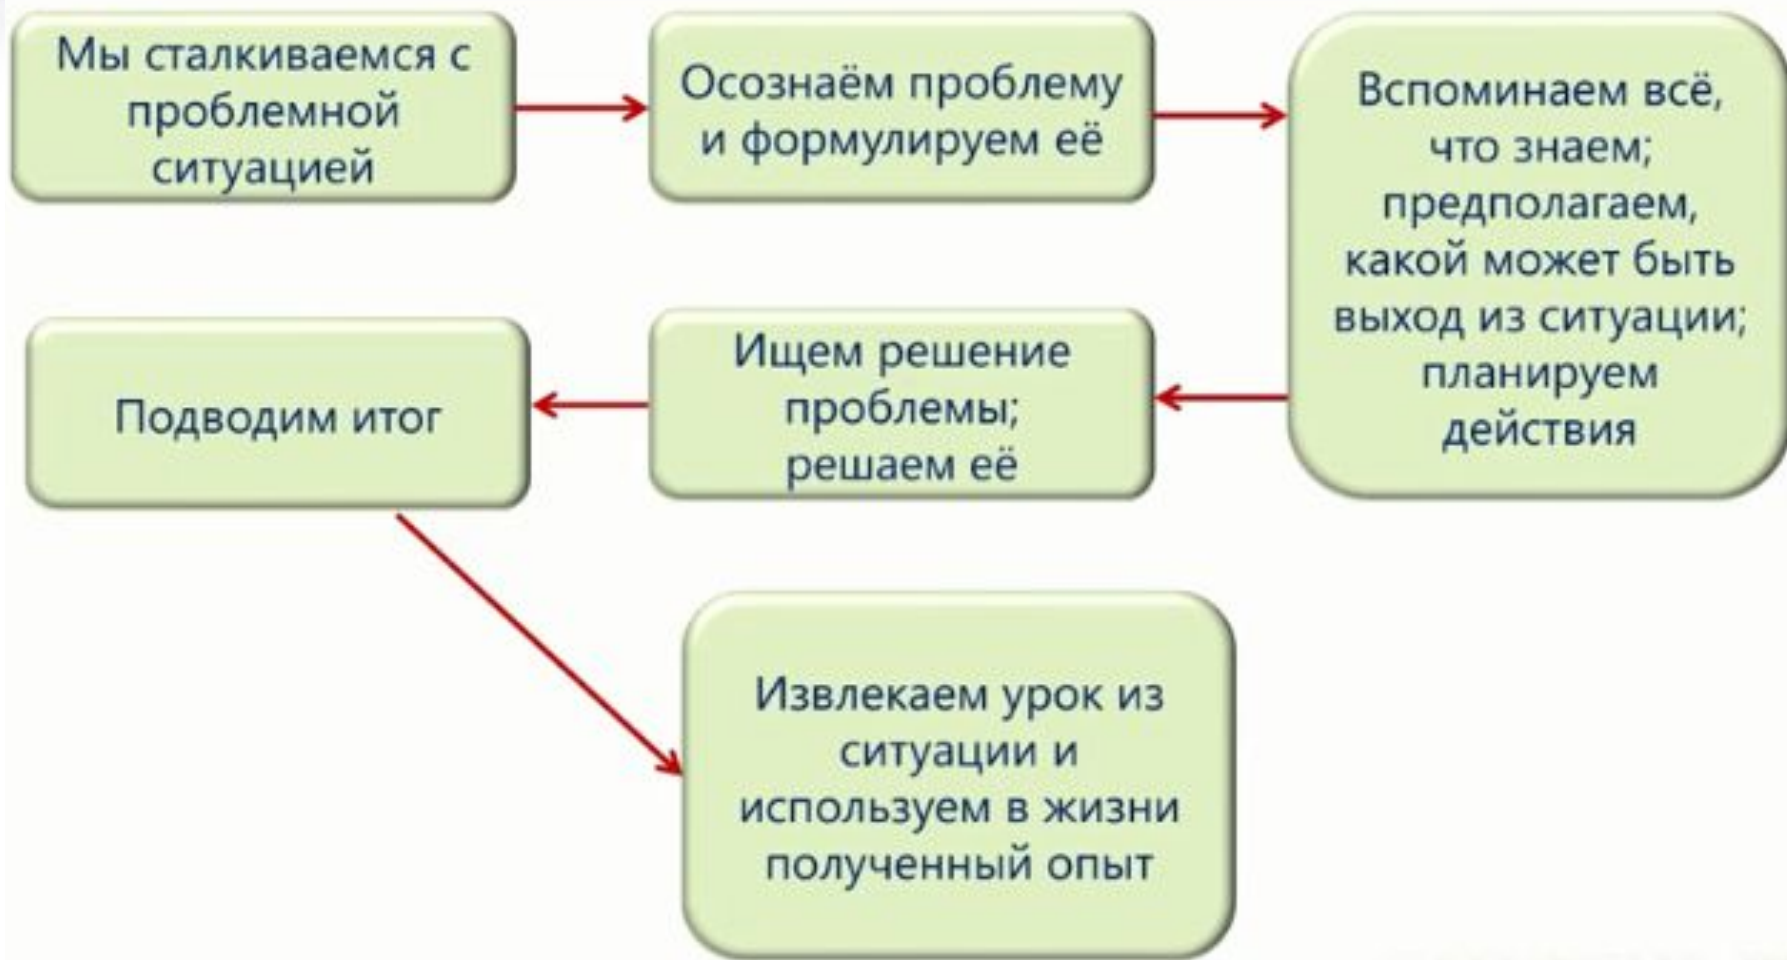 Мы сталкиваемся с
проблемной
ситуацией
Осознаём проблему
и формулируем её
Вспоминаем всё,
что знаем;
предполагаем,
какой может быть
выход из ситуации;
планируем
действия
Ищем решение
проблемы;
решаем её
Подводим итог
Извлекаем урок из
ситуации и
используем в жизни
полученный опыт